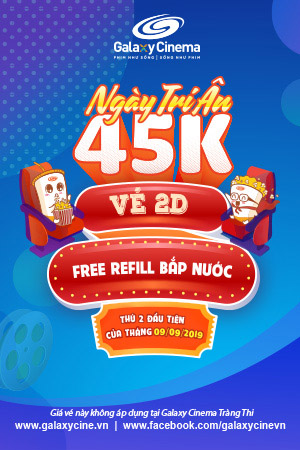 Galaxy Cinema
PHIM NHƯ SỐNG | SỐNG NHƯ PHIM
Ngày Tri Ân
45K
VÉ 2D
FREE REFILL BẮP NƯỚC
THỨ 2 ĐẦU TIÊN
CỦA THÁNG 09/09/2019
Giá vé này không áp dụng tại Galaxy Cinema Tràng Thi
www.galaxycine.vn | www.facebook.com/galaxycinevn